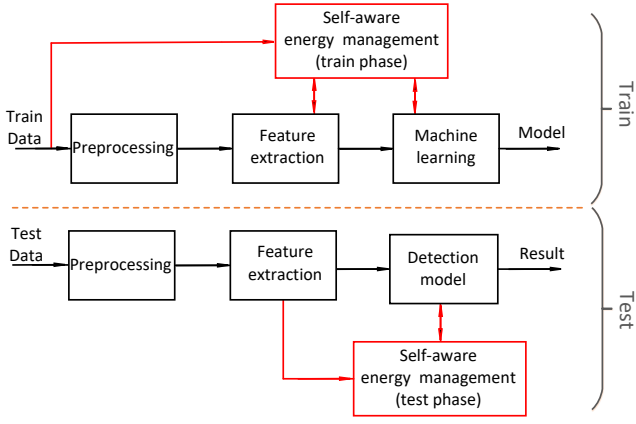 Self-aware
energy management
(train phase)
Train
Data
Preprocessing
Feature
extraction
Machine
learning
Model
Train
Test
Data
Preprocessing
Feature
extraction
Detection
model
Result
Self-aware
energy management
(test phase)
Test